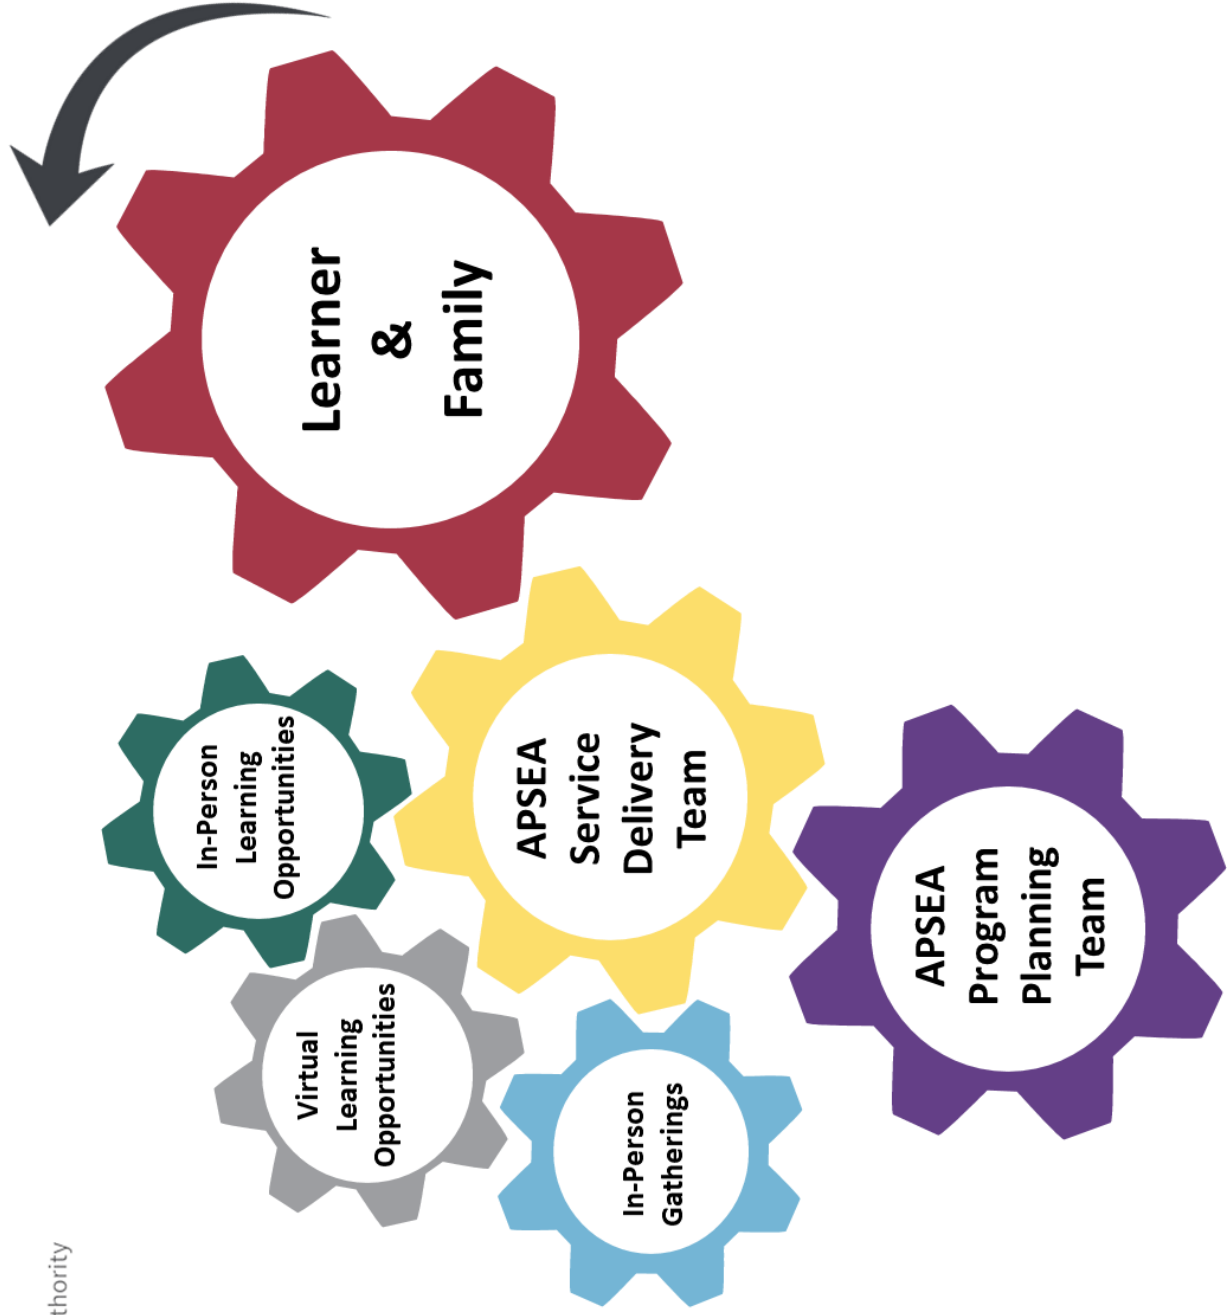 thority
In-Person
Learning
Opportunities
Learner
&
Family
Virtual
Learning
Opportunities
APSEA
Service
Delivery
Team
In-Person
Gatherings
APSEA
Program
Planning
Team